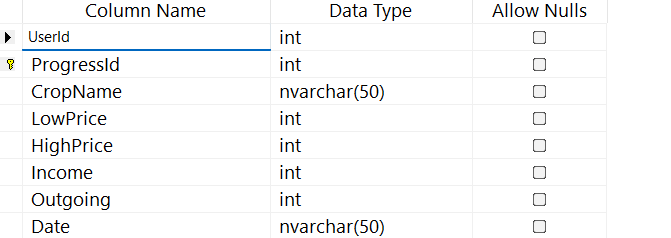 Column Name Data Type Allow Nulls
UserId int
ProgressId int
CropName nvarchar(50)
LowPrice int
HighPrice int
Income int
Outgoing int
Date nvarchar(50)